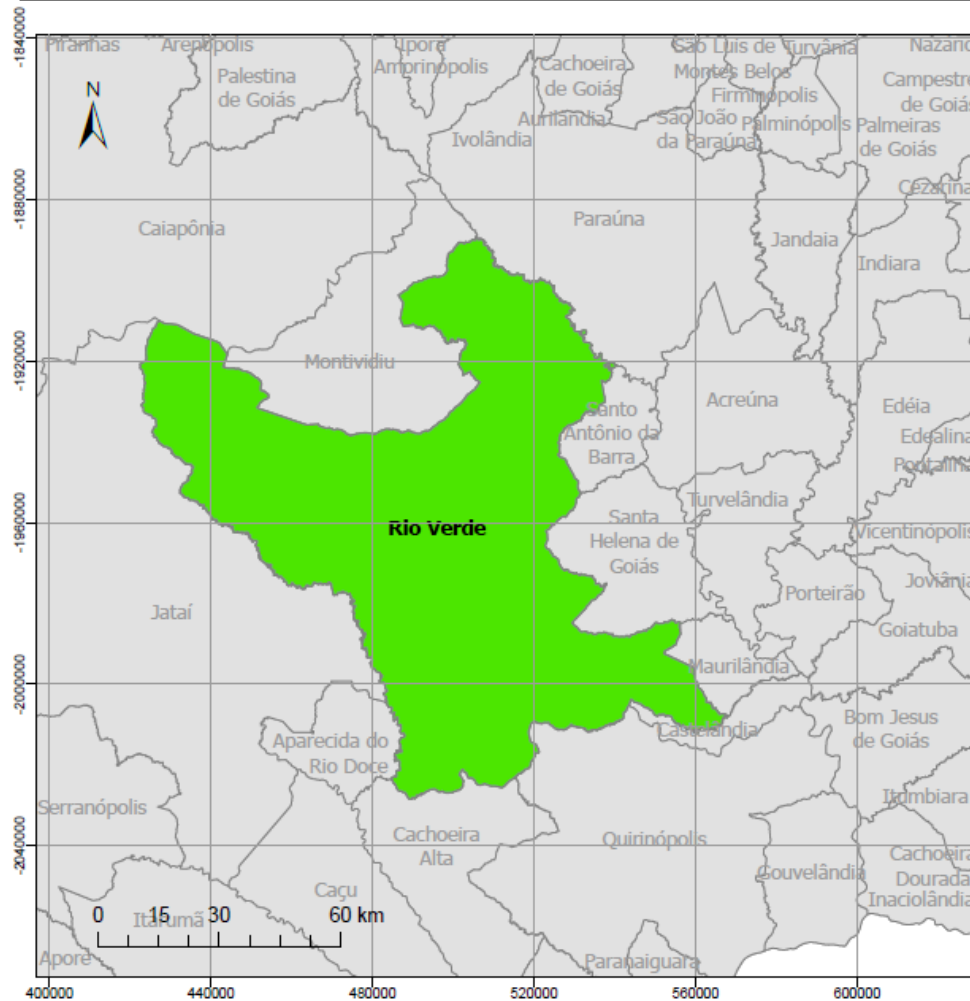 Piranhas
Arenópolis
Iporá
São Luis de
Montes Belos
Turvânia
Nazário
Amorinópolis
Palestina
de Goiás
Cachoeira
de Goiás
Firminópolis
Campestre
de Goiás
N
Aurilândia
São João
da Paraúna
Palminópolis
Palmeiras
de Goiás
Ivolândia
Cezarina
Caiapônia
Paraúna
Jandaia
Indiara
Montividiu
Acreúna
Santo
Antônio da
Barra
Edéia
Edealina
Pontalina
Turvelândia
Rio Verde
Santa
Helena de
Goiás
Vicentinópolis
Jataí
Porteirão
Joviânia
Goiatuba
Maurilândia
Castelândia
Bom Jesus
de Goiás
Aparecida do
Rio Doce
Serranópolis
Itumbiara
Cachoeira
Alta
Quirinópolis
Gouvelândia
Cachoeira
Dourada
Inaciolândia
Caçu
Itarumã
Aporé
Paranaiguara
0 15 30 60 km
-1840000
-1880000
-1920000
-1960000
-2000000
-2040000
400000 440000 480000 520000 560000 600000